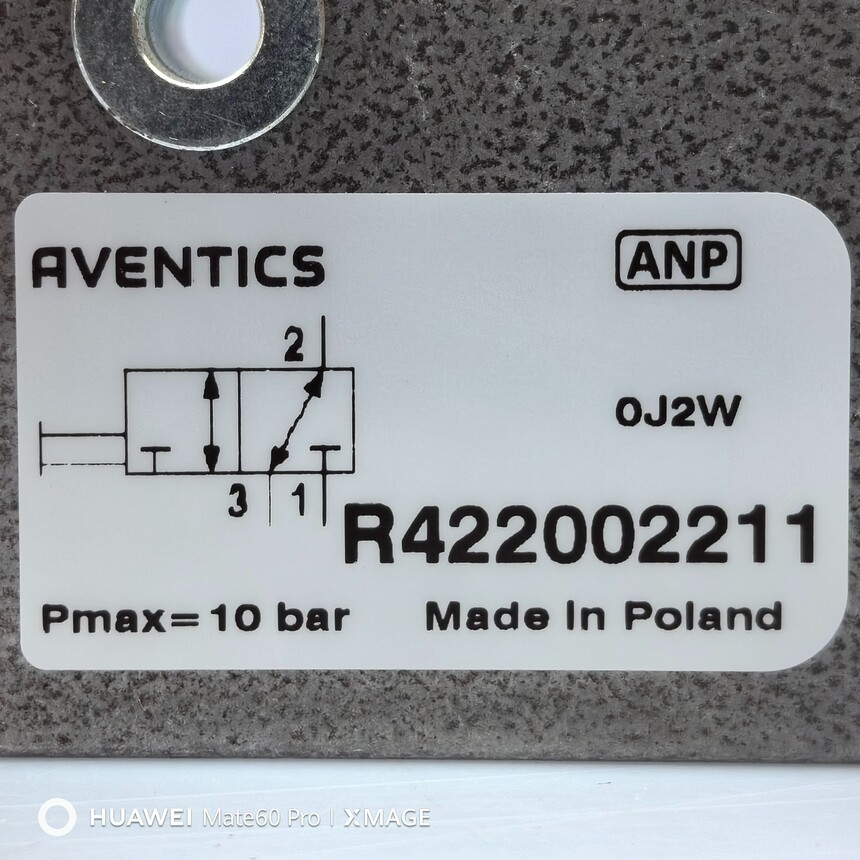 AVENTICS
ANP
2
0J2W
3 1
R422002211
Pmax=10 bar Made In Poland
HUAWEI Mate60 Pro | XMAGE